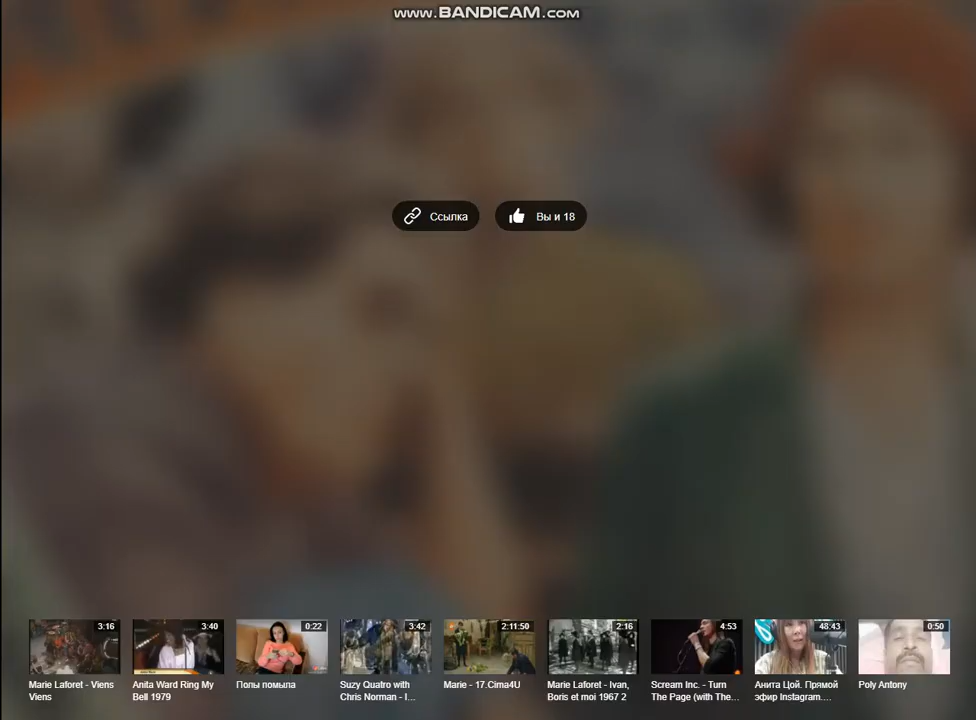 www.BANDICAM.com
Ссылка
Вы и 18
3:16
3:40
0:22
3:42
2:11:50
2:16
4:53
48:43
0:50
Marie Laforet - Viens
Viens
Anita Ward Ring My
Bell 1979
Полы помыла
Suzy Quatro with
Chris Norman - I...
Marie - 17.Cima4U
Marie Laforet - Ivan,
Boris et moi 1967 2
Scream Inc. - Turn
The Page (with The...
Анита Цой. Прямой
эфир Instagram....
Poly Antony